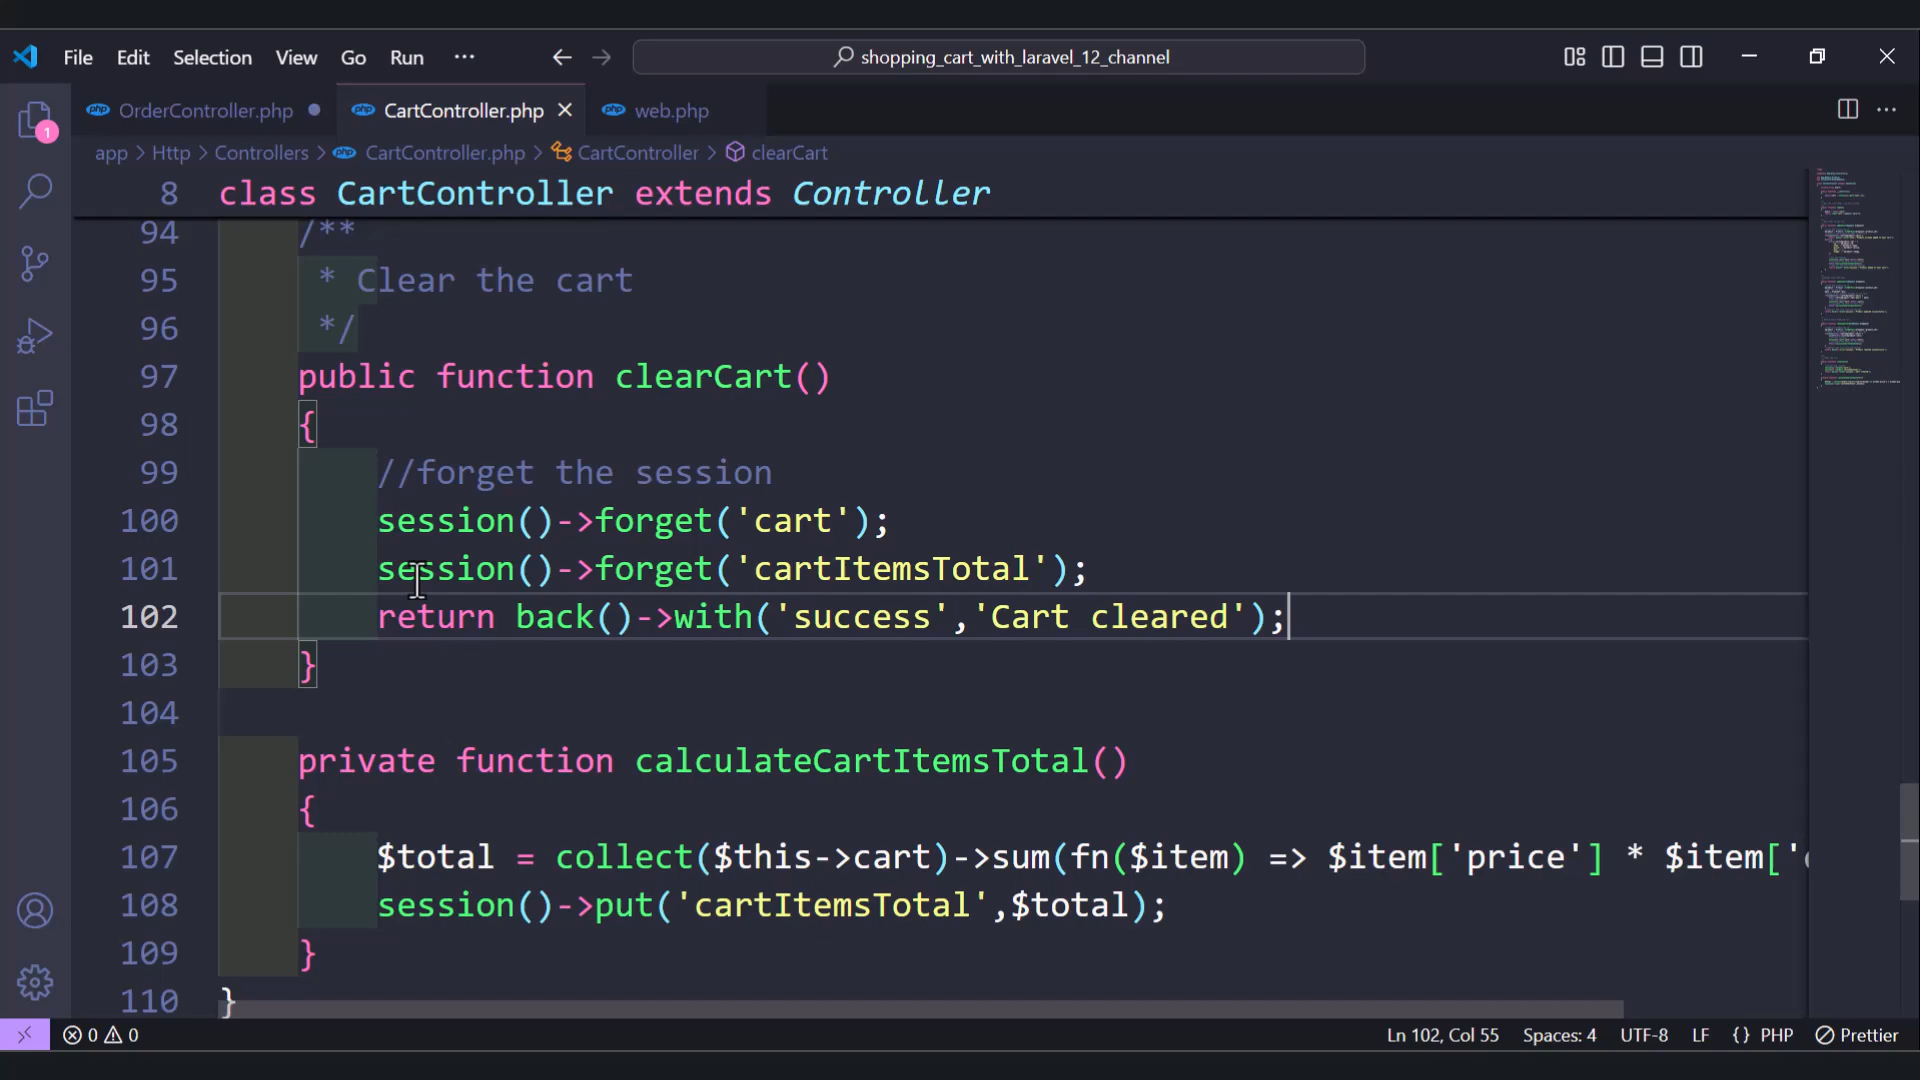 File Edit Selection View Go Run ··· shopping_cart_with_laravel_12_channel
OrderController.php CartController.php web.php
app > Http > Controllers > CartController.php > CartController > clearCart
8 class CartController extends Controller
94 /**
95 * Clear the cart
96 */
97 public function clearCart()
98 {
99 //forget the session
100 session()->forget('cart');
101 session()->forget('cartItemsTotal');
102 return back()->with('success','Cart cleared');
103 }
104
105 private function calculateCartItemsTotal()
106 {
107 $total = collect($this->cart)->sum(fn($item) => $item['price'] * $item['
108 session()->put('cartItemsTotal',$total);
109 }
110 }
1
0 0 Ln 102, Col 55 Spaces: 4 UTF-8 LF {} PHP Prettier